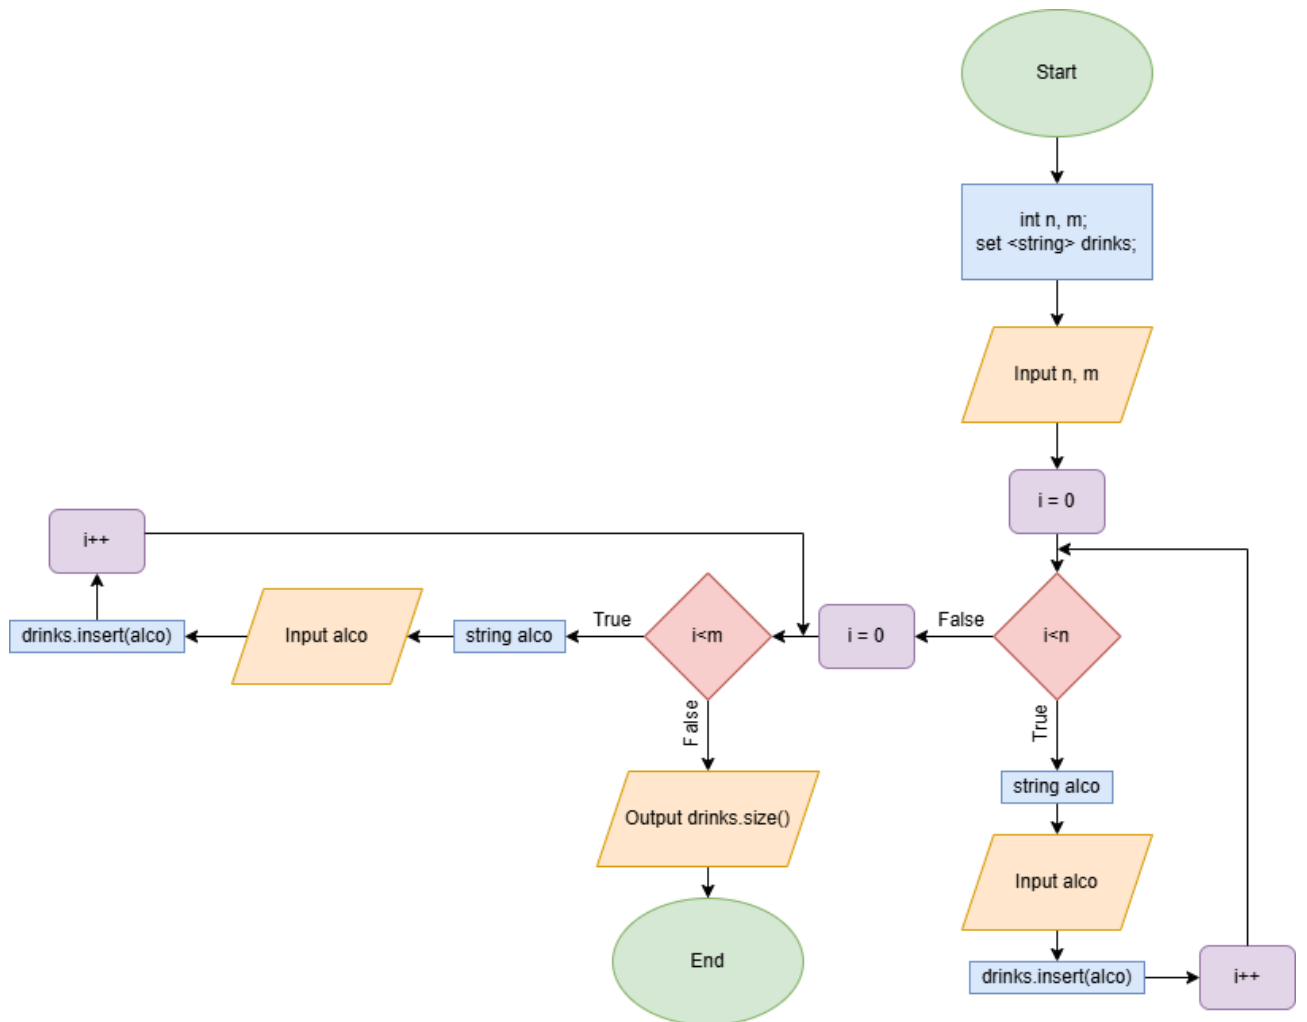 Start
int n, m;
set <string> drinks;
Input n, m
i = 0
i<n
False
True
string alco
Input alco
drinks.insert(alco)
i++
i = 0
i<m
True
False
string alco
Input alco
drinks.insert(alco)
i++
Output drinks.size()
End